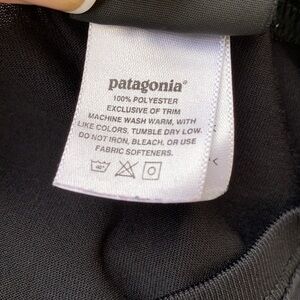 patagonia®
100% POLYESTER
EXCLUSIVE OF TRIM
MACHINE WASH WARM, WITH
LIKE COLORS, TUMBLE DRY LOW.
DO NOT IRON, BLEACH, OR USE
FABRIC SOFTENERS.
40°